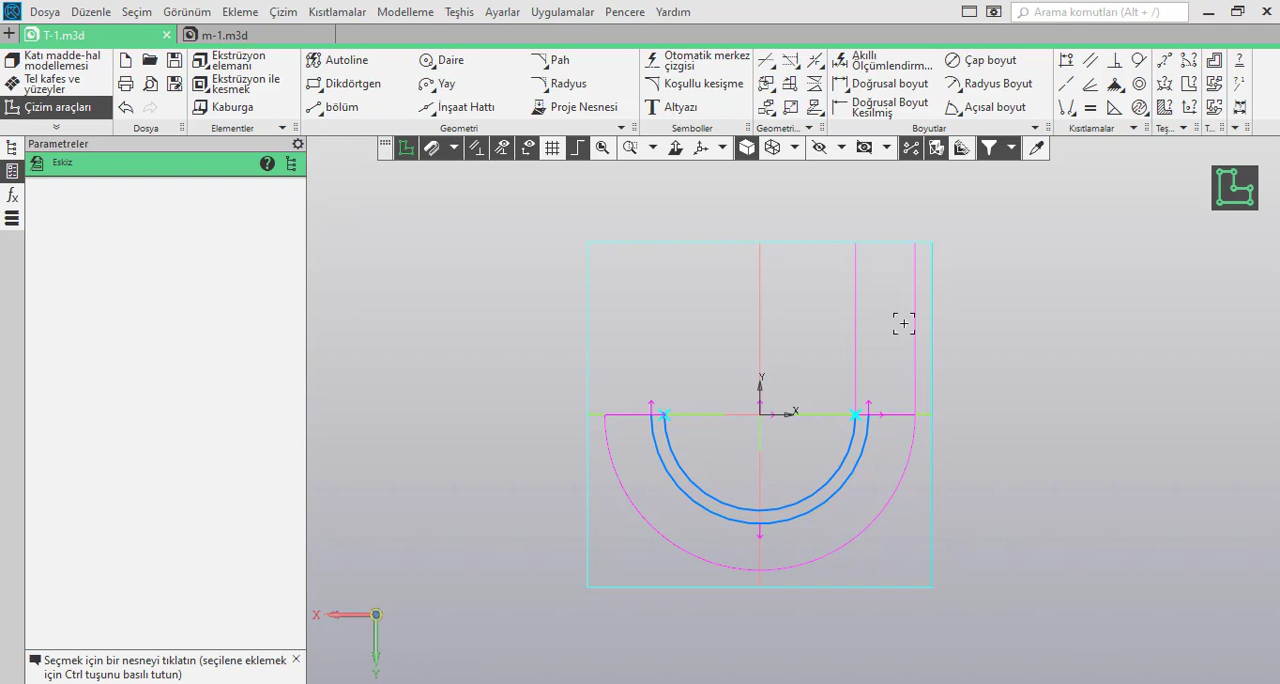 Dosya Düzenle Seçim Görünüm Ekleme Çizim Kısıtlamalar Modelleme Teşhis Ayarlar Uygulamalar Pencere Yardım
Arama komutları (Alt + /)
T-1.m3d
m-1.m3d
Katı madde-hal modellemesi
Tel kafes ve yüzeyler
Çizim araçları
Dosya
Ekstrüzyon elemanı
Ekstrüzyon ile kesmek
Kaburga
Elementler
Autoline
Dikdörtgen
bölüm
Daire
Yay
İnşaat Hattı
Pah
Radyus
Proje Nesnesi
Geometri
Otomatik merkez çizgisi
Koşullu kesişme
Altyazı
Semboller
Geometri...
Akıllı Ölçümlendirm...
Doğrusal boyut
Doğrusal Boyut Kesilmiş
Çap boyut
Radyus Boyut
Açısal boyut
Boyutlar
Kısıtlamalar
Teş...
T...
Parametreler
Eskiz
Y
X
X
Y
Seçmek için bir nesneyi tıklatın (seçilene eklemek
için Ctrl tuşunu basılı tutun)